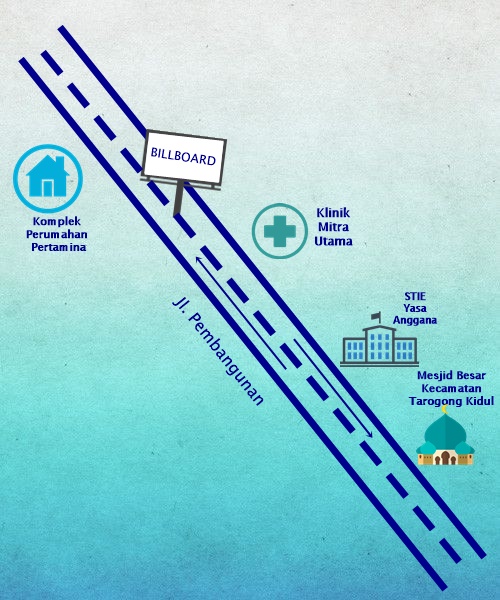 BILLBOARD
Komplek
Perumahan
Pertamina
Klinik
Mitra
Utama
STIE
Yasa
Anggana
Jl. Pembangunan
Mesjid Besar
Kecamatan
Tarogong Kidul